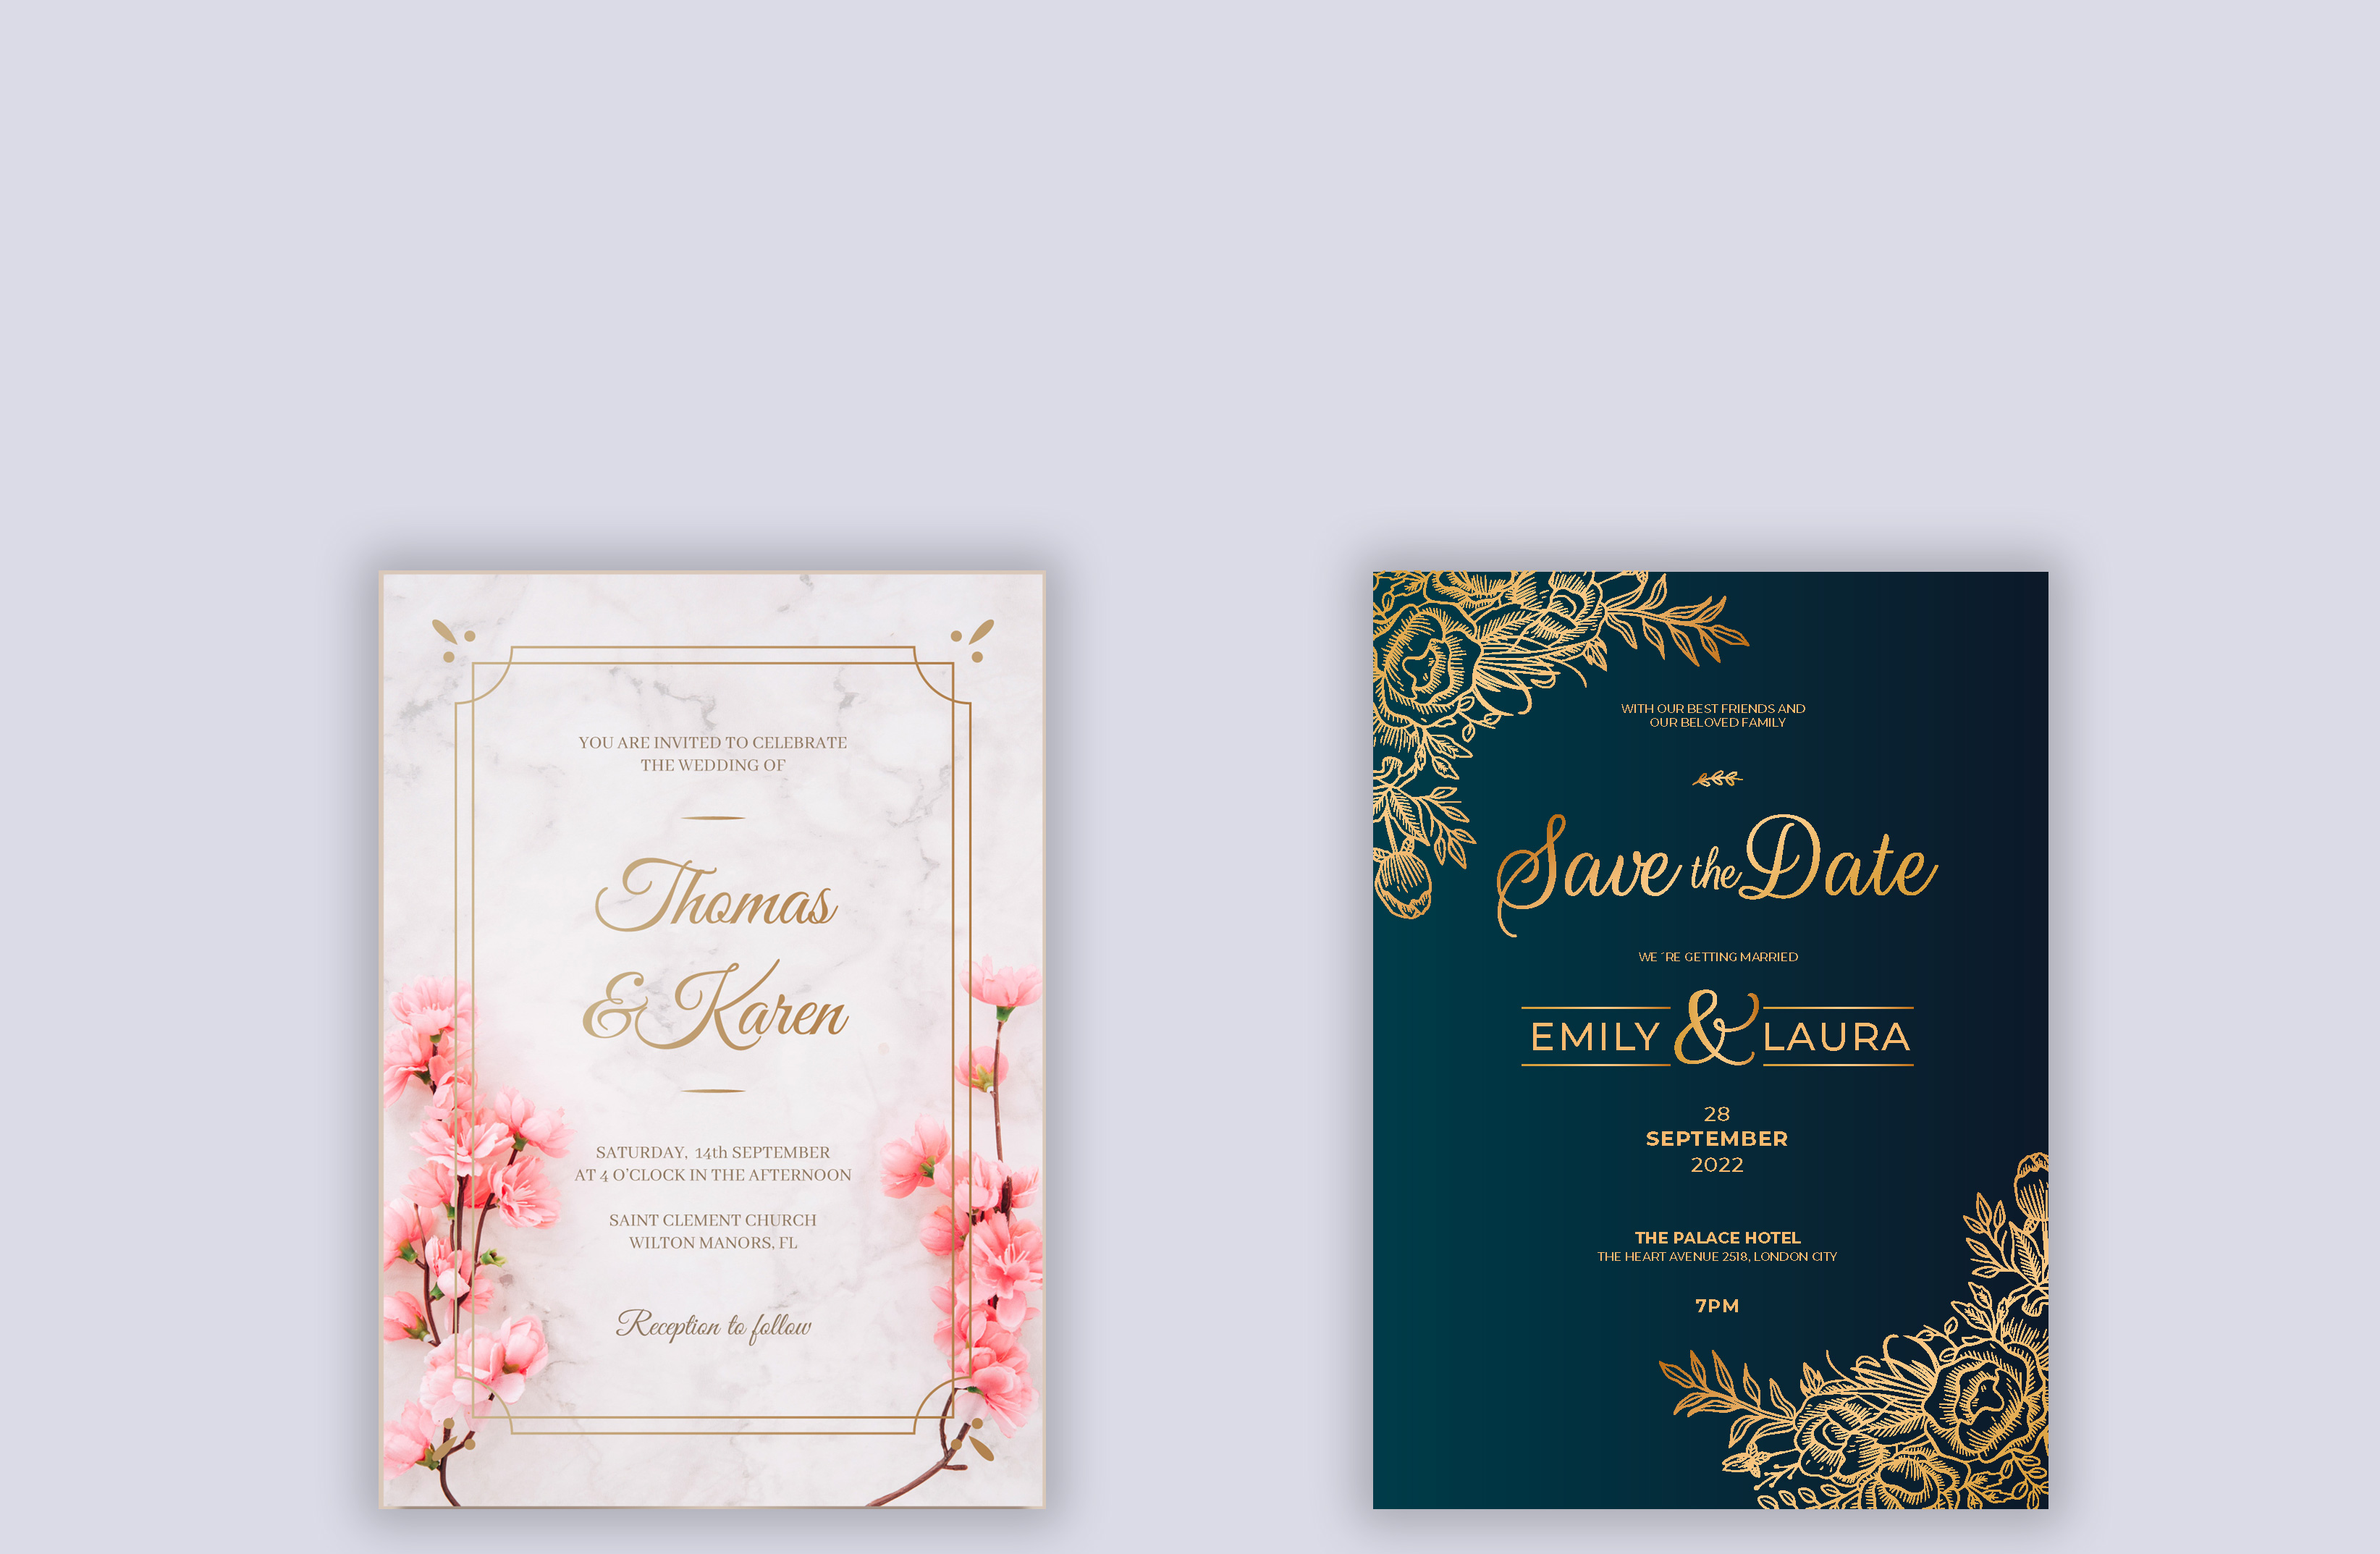 YOU ARE INVITED TO CELEBRATE
THE WEDDING OF
Thomas
& Karen
SATURDAY, 14th SEPTEMBER
AT 4 O'CLOCK IN THE AFTERNOON
SAINT CLEMENT CHURCH
WILTON MANORS, FL
Reception to follow
WITH OUR BEST FRIENDS AND
OUR BELOVED FAMILY
Save the Date
WE´RE GETTING MARRIED
EMILY & LAURA
28
SEPTEMBER
2022
THE PALACE HOTEL
THE HEART AVENUE 2518, LONDON CITY
7PM